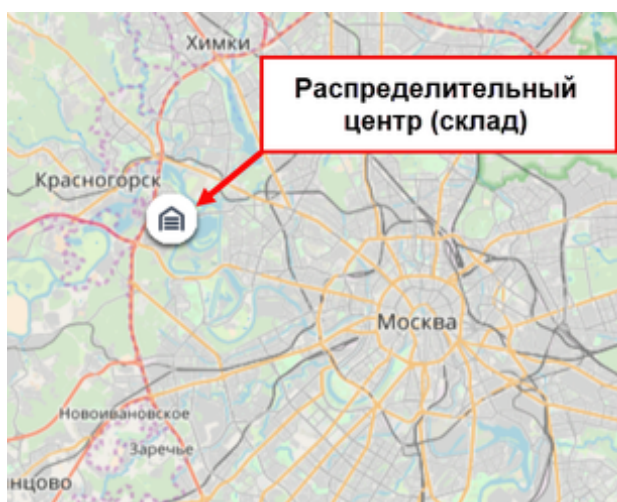 Химки
Распределительный
центр (склад)
Красногорск
Москва
Новоивановское
Заречье
нцово